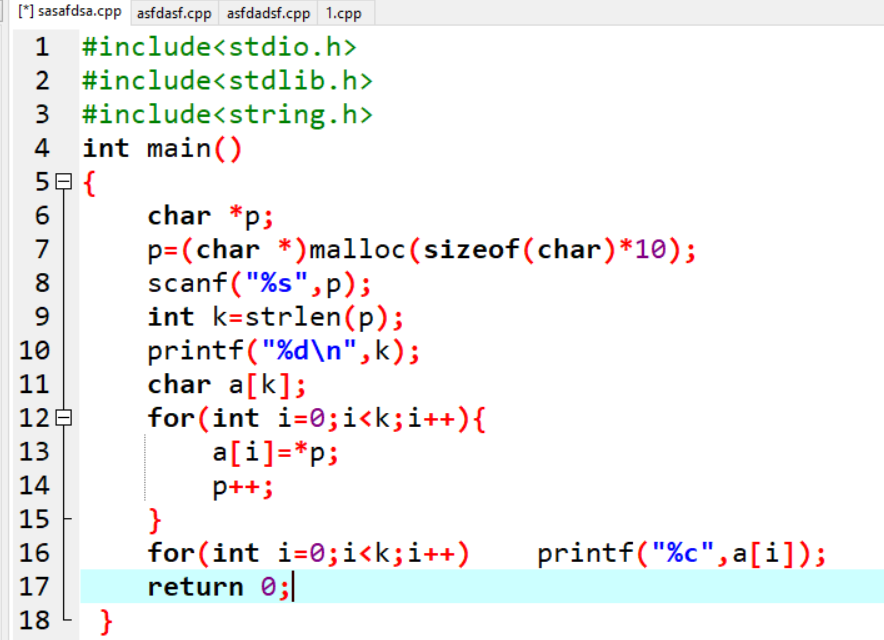 [*] sasafdsa.cpp asfdasf.cpp asfdadsf.cpp 1.cpp
1 #include<stdio.h>
2 #include<stdlib.h>
3 #include<string.h>
4 int main()
5 {
6 char *p;
7 p=(char *)malloc(sizeof(char)*10);
8 scanf("%s",p);
9 int k=strlen(p);
10 printf("%d\n",k);
11 char a[k];
12 for(int i=0;i<k;i++){
13 a[i]=*p;
14 p++;
15 }
16 for(int i=0;i<k;i++)    printf("%c",a[i]);
17 return 0;
18 }